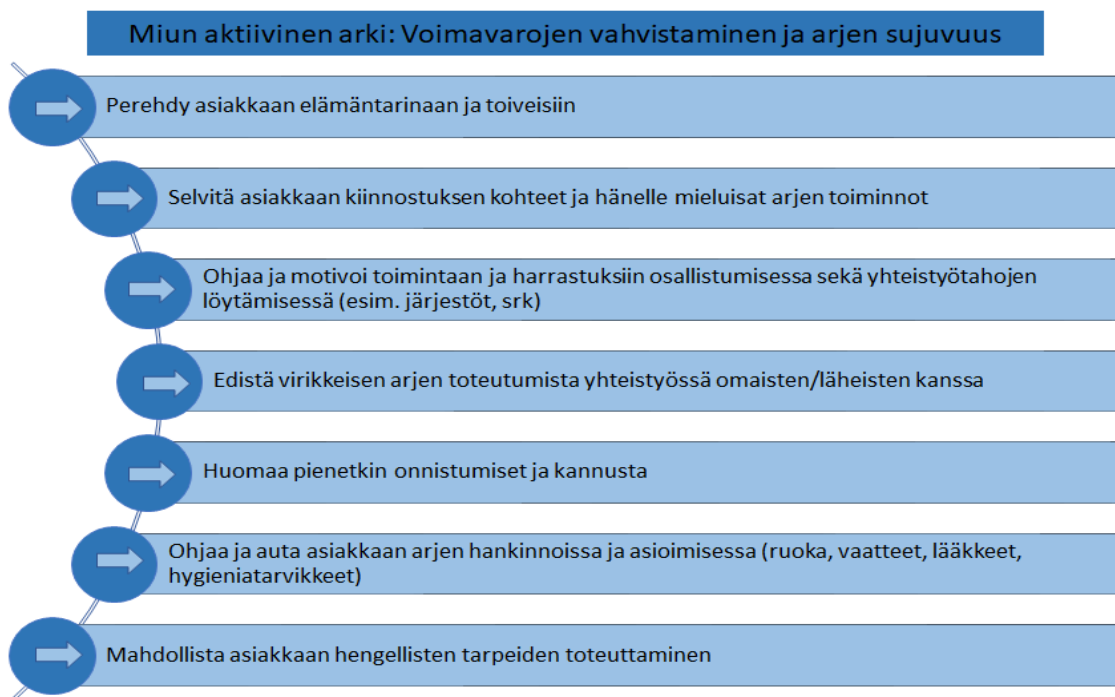 Miun aktiivinen arki: Voimavarojen vahvistaminen ja arjen sujuvuus
Perehdy asiakkaan elämäntarinaan ja toiveisiin
Selvitä asiakkaan kiinnostuksen kohteet ja hänelle mieluisat arjen toiminnot
Ohjaa ja motivoi toimintaan ja harrastuksiin osallistumisessa sekä yhteistyötahojen
löytämisessä (esim. järjestöt, srk)
Edistä virikkeisen arjen toteutumista yhteistyössä omaisten/läheisten kanssa
Huomaa pienetkin onnistumiset ja kannusta
Ohjaa ja auta asiakkaan arjen hankinnoissa ja asioimisessa (ruoka, vaatteet, lääkkeet,
hygieniatarvikkeet)
Mahdollista asiakkaan hengellisten tarpeiden toteuttaminen